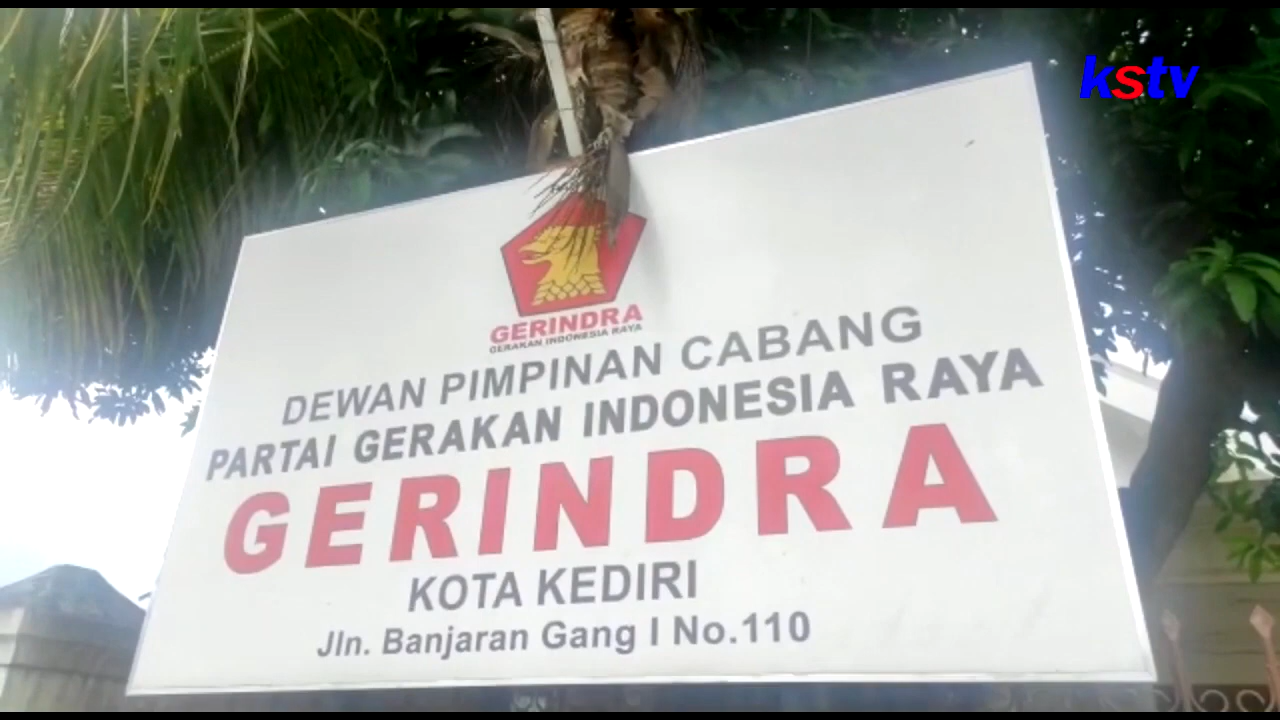 kstv
GERINDRA
GERAKAN INDONESIA RAYA
DEWAN PIMPINAN CABANG
PARTAI GERAKAN INDONESIA RAYA
GERINDRA
KOTA KEDIRI
Jln. Banjaran Gang I No.110